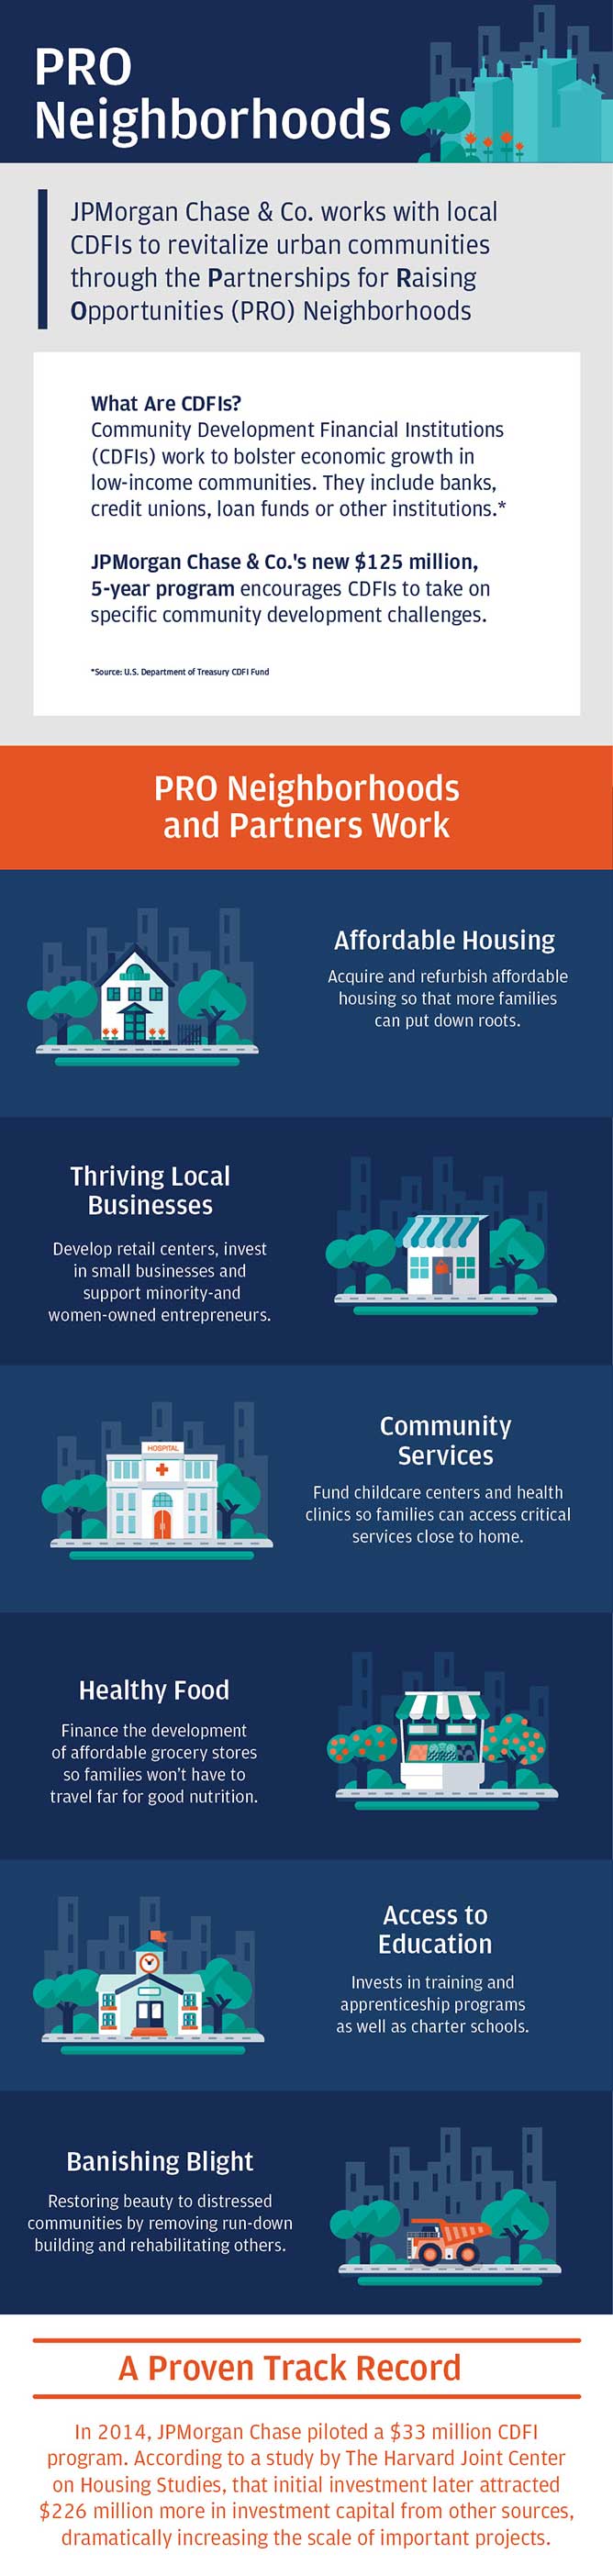 PRO
Neighborhoods
JPMorgan Chase & Co. works with local
CDFIs to revitalize urban communities
through the Partnerships for Raising
Opportunities (PRO) Neighborhoods
What Are CDFIs?
Community Development Financial Institutions
(CDFIs) work to bolster economic growth in
low-income communities. They include banks,
credit unions, loan funds or other institutions.*
JPMorgan Chase & Co.'s new $125 million,
5-year program encourages CDFIs to take on
specific community development challenges.
*Source: U.S. Department of Treasury CDFI Fund
PRO Neighborhoods
and Partners Work
Affordable Housing
Acquire and refurbish affordable
housing so that more families
can put down roots.
Thriving Local
Businesses
Develop retail centers, invest
in small businesses and
support minority-and
women-owned entrepreneurs.
HOSPITAL
Community
Services
Fund childcare centers and health
clinics so families can access critical
services close to home.
Healthy Food
Finance the development
of affordable grocery stores
so families won't have to
travel far for good nutrition.
Access to
Education
Invests in training and
apprenticeship programs
as well as charter schools.
Banishing Blight
Restoring beauty to distressed
communities by removing run-down
building and rehabilitating others.
A Proven Track Record
In 2014, JPMorgan Chase piloted a $33 million CDFI
program. According to a study by The Harvard Joint Center
on Housing Studies, that initial investment later attracted
$226 million more in investment capital from other sources,
dramatically increasing the scale of important projects.